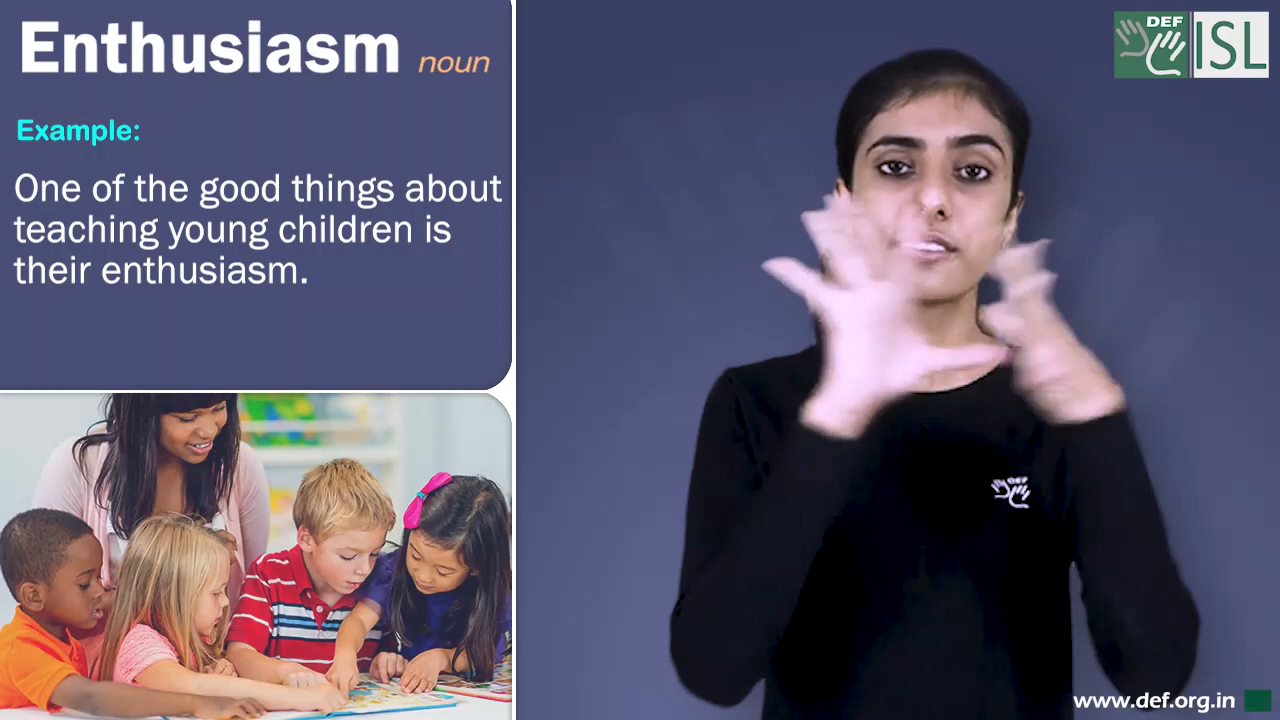 Enthusiasm noun
Example:
One of the good things about
teaching young children is
their enthusiasm.
DEF
ISL
DEF
www.def.org.in